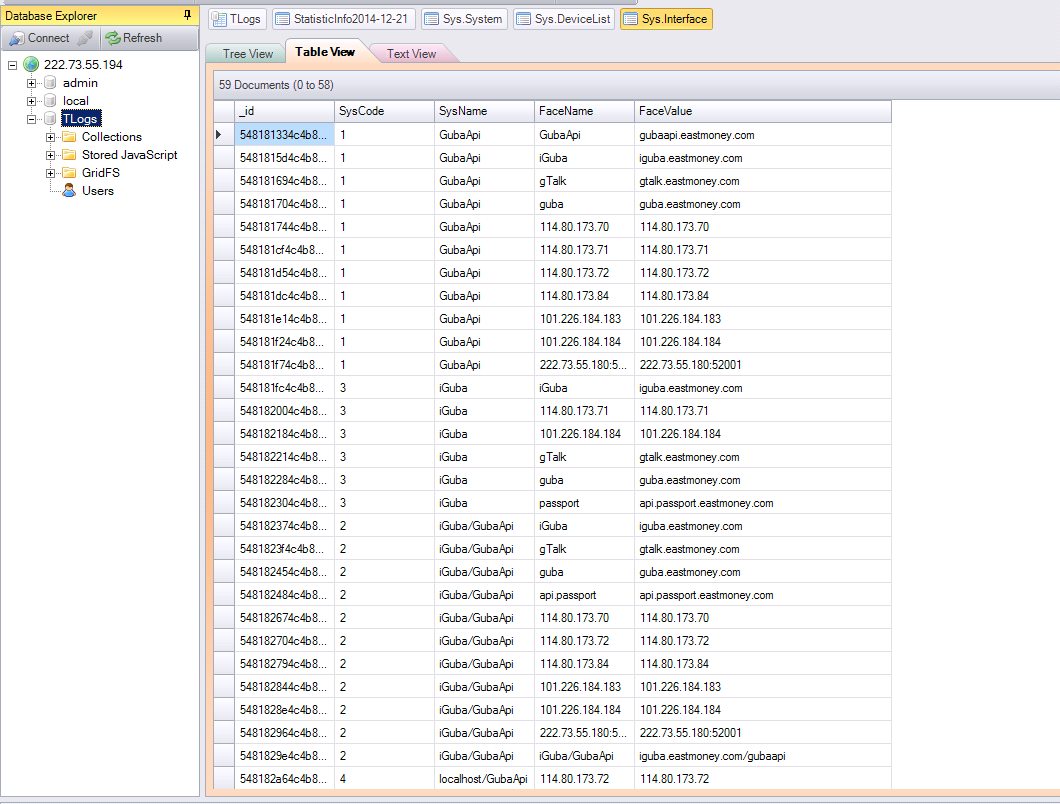 Database Explorer
TLogs StatisticInfo2014-12-21 Sys.System Sys.DeviceList Sys.Interface
Connect Refresh
Tree View Table View Text View
222.73.55.194
admin
local
TLogs
Collections
Stored JavaScript
GridFS
Users
59 Documents (0 to 58)
_id SysCode SysName FaceName FaceValue
548181334c4b8... 1 GubaApi GubaApi gubaapi.eastmoney.com
5481815d4c4b8... 1 GubaApi iGuba iguba.eastmoney.com
548181694c4b8... 1 GubaApi gTalk gtalk.eastmoney.com
548181704c4b8... 1 GubaApi guba guba.eastmoney.com
548181744c4b8... 1 GubaApi 114.80.173.70 114.80.173.70
548181cf4c4b8... 1 GubaApi 114.80.173.71 114.80.173.71
548181d54c4b8... 1 GubaApi 114.80.173.72 114.80.173.72
548181dc4c4b8... 1 GubaApi 114.80.173.84 114.80.173.84
548181e14c4b8... 1 GubaApi 101.226.184.183 101.226.184.183
548181f24c4b8... 1 GubaApi 101.226.184.184 101.226.184.184
548181f74c4b8... 1 GubaApi 222.73.55.180:5... 222.73.55.180:52001
548181fc4c4b8... 3 iGuba iGuba iguba.eastmoney.com
548182004c4b8... 3 iGuba 114.80.173.71 114.80.173.71
548182184c4b8... 3 iGuba 101.226.184.184 101.226.184.184
548182214c4b8... 3 iGuba gTalk gtalk.eastmoney.com
548182284c4b8... 3 iGuba guba guba.eastmoney.com
548182304c4b8... 3 iGuba passport api.passport.eastmoney.com
548182374c4b8... 2 iGuba/GubaApi iGuba iguba.eastmoney.com
5481823f4c4b8... 2 iGuba/GubaApi gTalk gtalk.eastmoney.com
548182454c4b8... 2 iGuba/GubaApi guba guba.eastmoney.com
548182484c4b8... 2 iGuba/GubaApi api.passport api.passport.eastmoney.com
548182674c4b8... 2 iGuba/GubaApi 114.80.173.70 114.80.173.70
548182704c4b8... 2 iGuba/GubaApi 114.80.173.72 114.80.173.72
548182794c4b8... 2 iGuba/GubaApi 114.80.173.84 114.80.173.84
548182844c4b8... 2 iGuba/GubaApi 101.226.184.183 101.226.184.183
5481828e4c4b8... 2 iGuba/GubaApi 101.226.184.184 101.226.184.184
548182964c4b8... 2 iGuba/GubaApi 222.73.55.180:5... 222.73.55.180:52001
5481829e4c4b8... 2 iGuba/GubaApi iGuba/GubaApi iguba.eastmoney.com/gubaapi
548182a64c4b8... 4 localhost/GubaApi 114.80.173.72 114.80.173.72